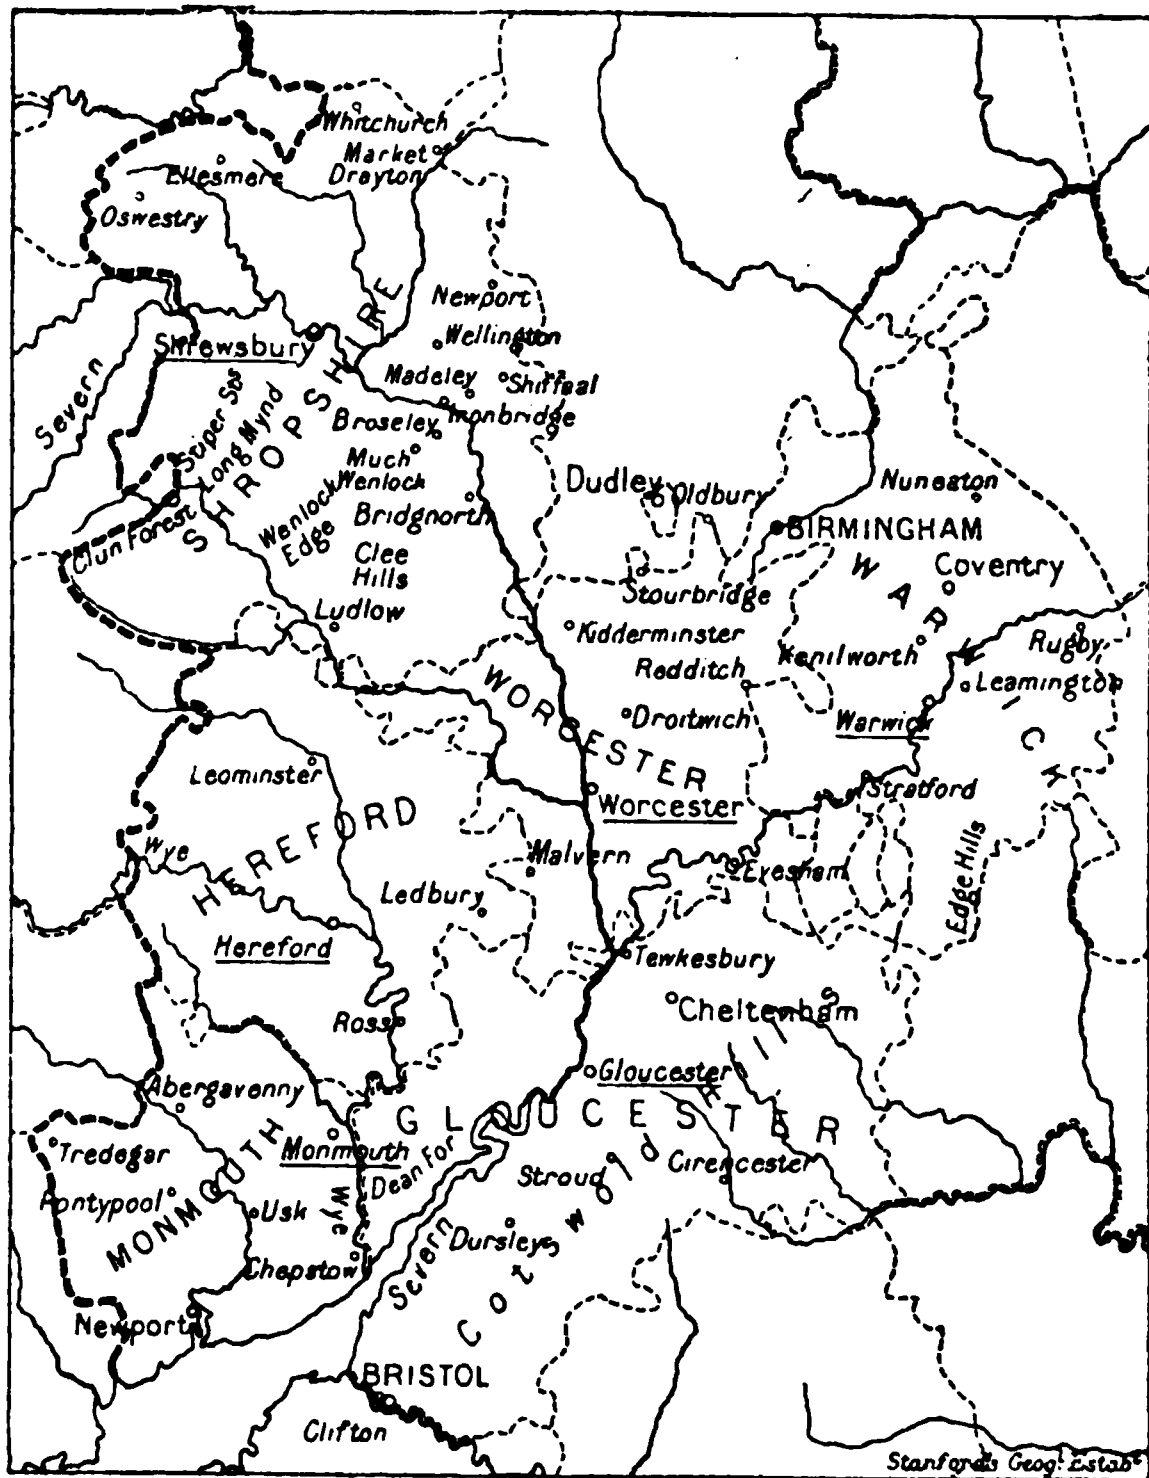 Whitchurch
Market
Drayton
Ellesmere
Oswestry
Newport
Wellington
Shrewsbury
SHROPSHIRE
Madeley
Shiffnal
Severn
Stiper Sos
Long Mynd
Broseley
Ironbridge
Much
Wenlock
Wenlock
Edge
Bridgnorth
Clun Forest
Clee
Hills
Ludlow
Dudley
Oldbury
Nuneaton
BIRMINGHAM
WARWICK
Coventry
Stourbridge
Kidderminster
Redditch
Kenilworth
Rugby
Leamington
WORCESTER
Droitwich
Warwick
Leominster
Worcester
Stratford
HEREFORD
Wye
Malvern
Evesham
Edge Hills
Ledbury
Hereford
Tewkesbury
Cheltenham
Ross
Gloucester
Abergavenny
GLOUCESTER
MONMOUTH
Monmouth
Dean For
Tredegar
Stroud
Cirencester
Pontypool
Usk
Wye
Cotswold Hill
Severn
Dursley
Chepstow
Newport
BRISTOL
Clifton
Stanford's Geog! Estabt